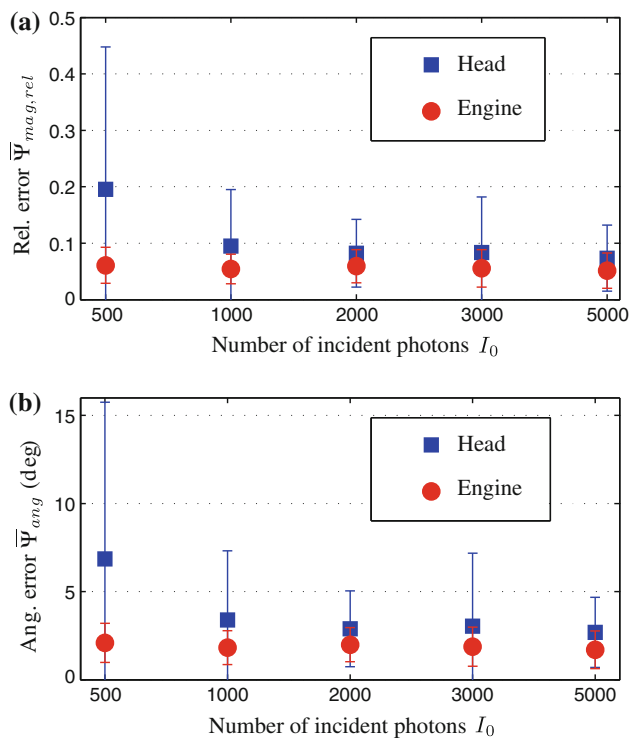 (a)
0.5
0.4
0.3
0.2
0.1
0
Rel. error Ψ̅mag,rel
Head
Engine
500 1000 2000 3000 5000
Number of incident photons I0
(b)
15
10
5
0
Ang. error Ψ̅ang (deg)
Head
Engine
500 1000 2000 3000 5000
Number of incident photons I0